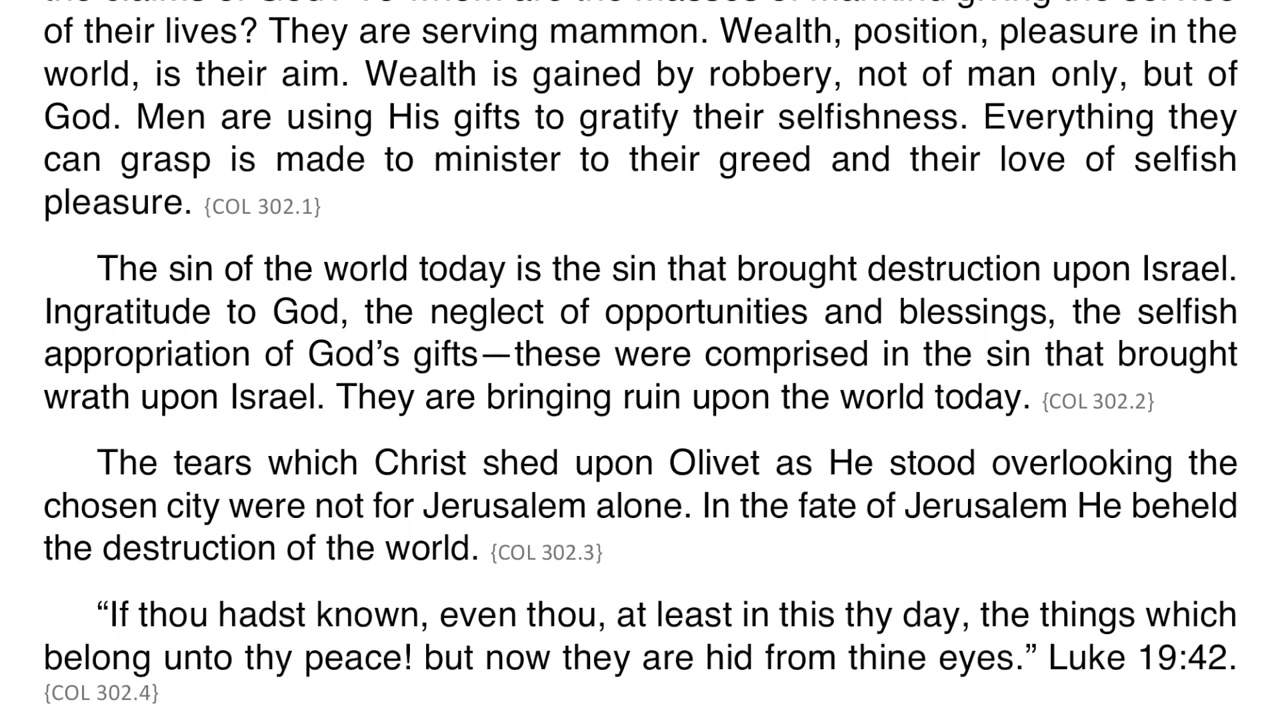 of their lives? They are serving mammon. Wealth, position, pleasure in the
world, is their aim. Wealth is gained by robbery, not of man only, but of
God. Men are using His gifts to gratify their selfishness. Everything they
can grasp is made to minister to their greed and their love of selfish
pleasure. {COL 302.1}
The sin of the world today is the sin that brought destruction upon Israel.
Ingratitude to God, the neglect of opportunities and blessings, the selfish
appropriation of God’s gifts—these were comprised in the sin that brought
wrath upon Israel. They are bringing ruin upon the world today. {COL 302.2}
The tears which Christ shed upon Olivet as He stood overlooking the
chosen city were not for Jerusalem alone. In the fate of Jerusalem He beheld
the destruction of the world. {COL 302.3}
“If thou hadst known, even thou, at least in this thy day, the things which
belong unto thy peace! but now they are hid from thine eyes.” Luke 19:42.
{COL 302.4}